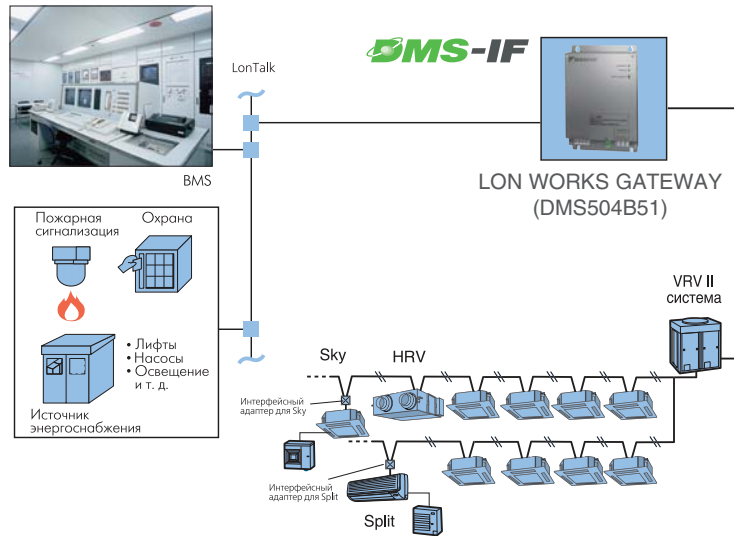 LonTalk
DMS-IF
BMS
LON WORKS GATEWAY
(DMS504B51)
Пожарная
сигнализация
Охрана
• Лифты
• Насосы
• Освещение
и т. д.
Источник
энергоснабжения
VRV II
система
Sky
HRV
Интерфейсный
адаптер для Sky
Интерфейсный
адаптер для Split
Split